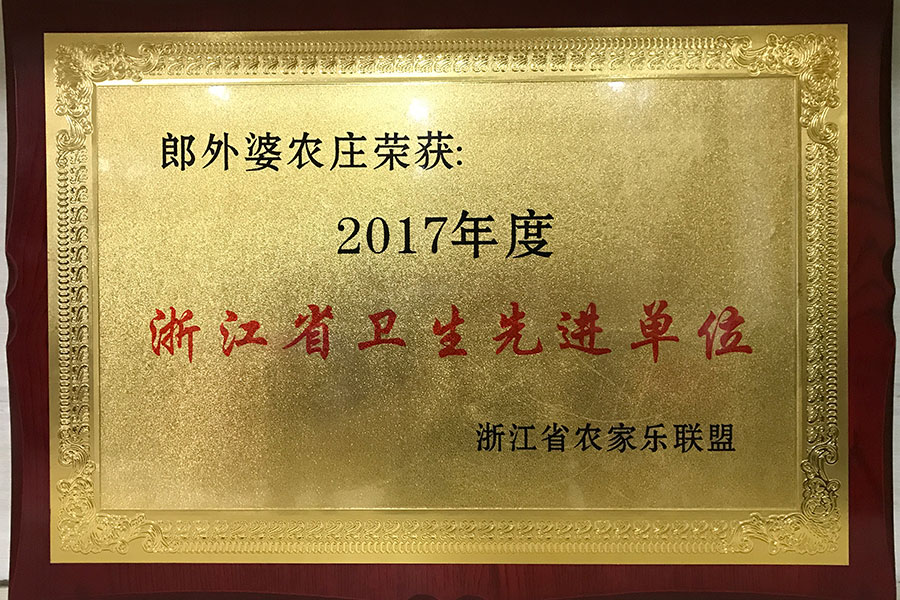 郎外婆农庄荣获:
2017年度
浙江省卫生先进单位
浙江省农家乐联盟